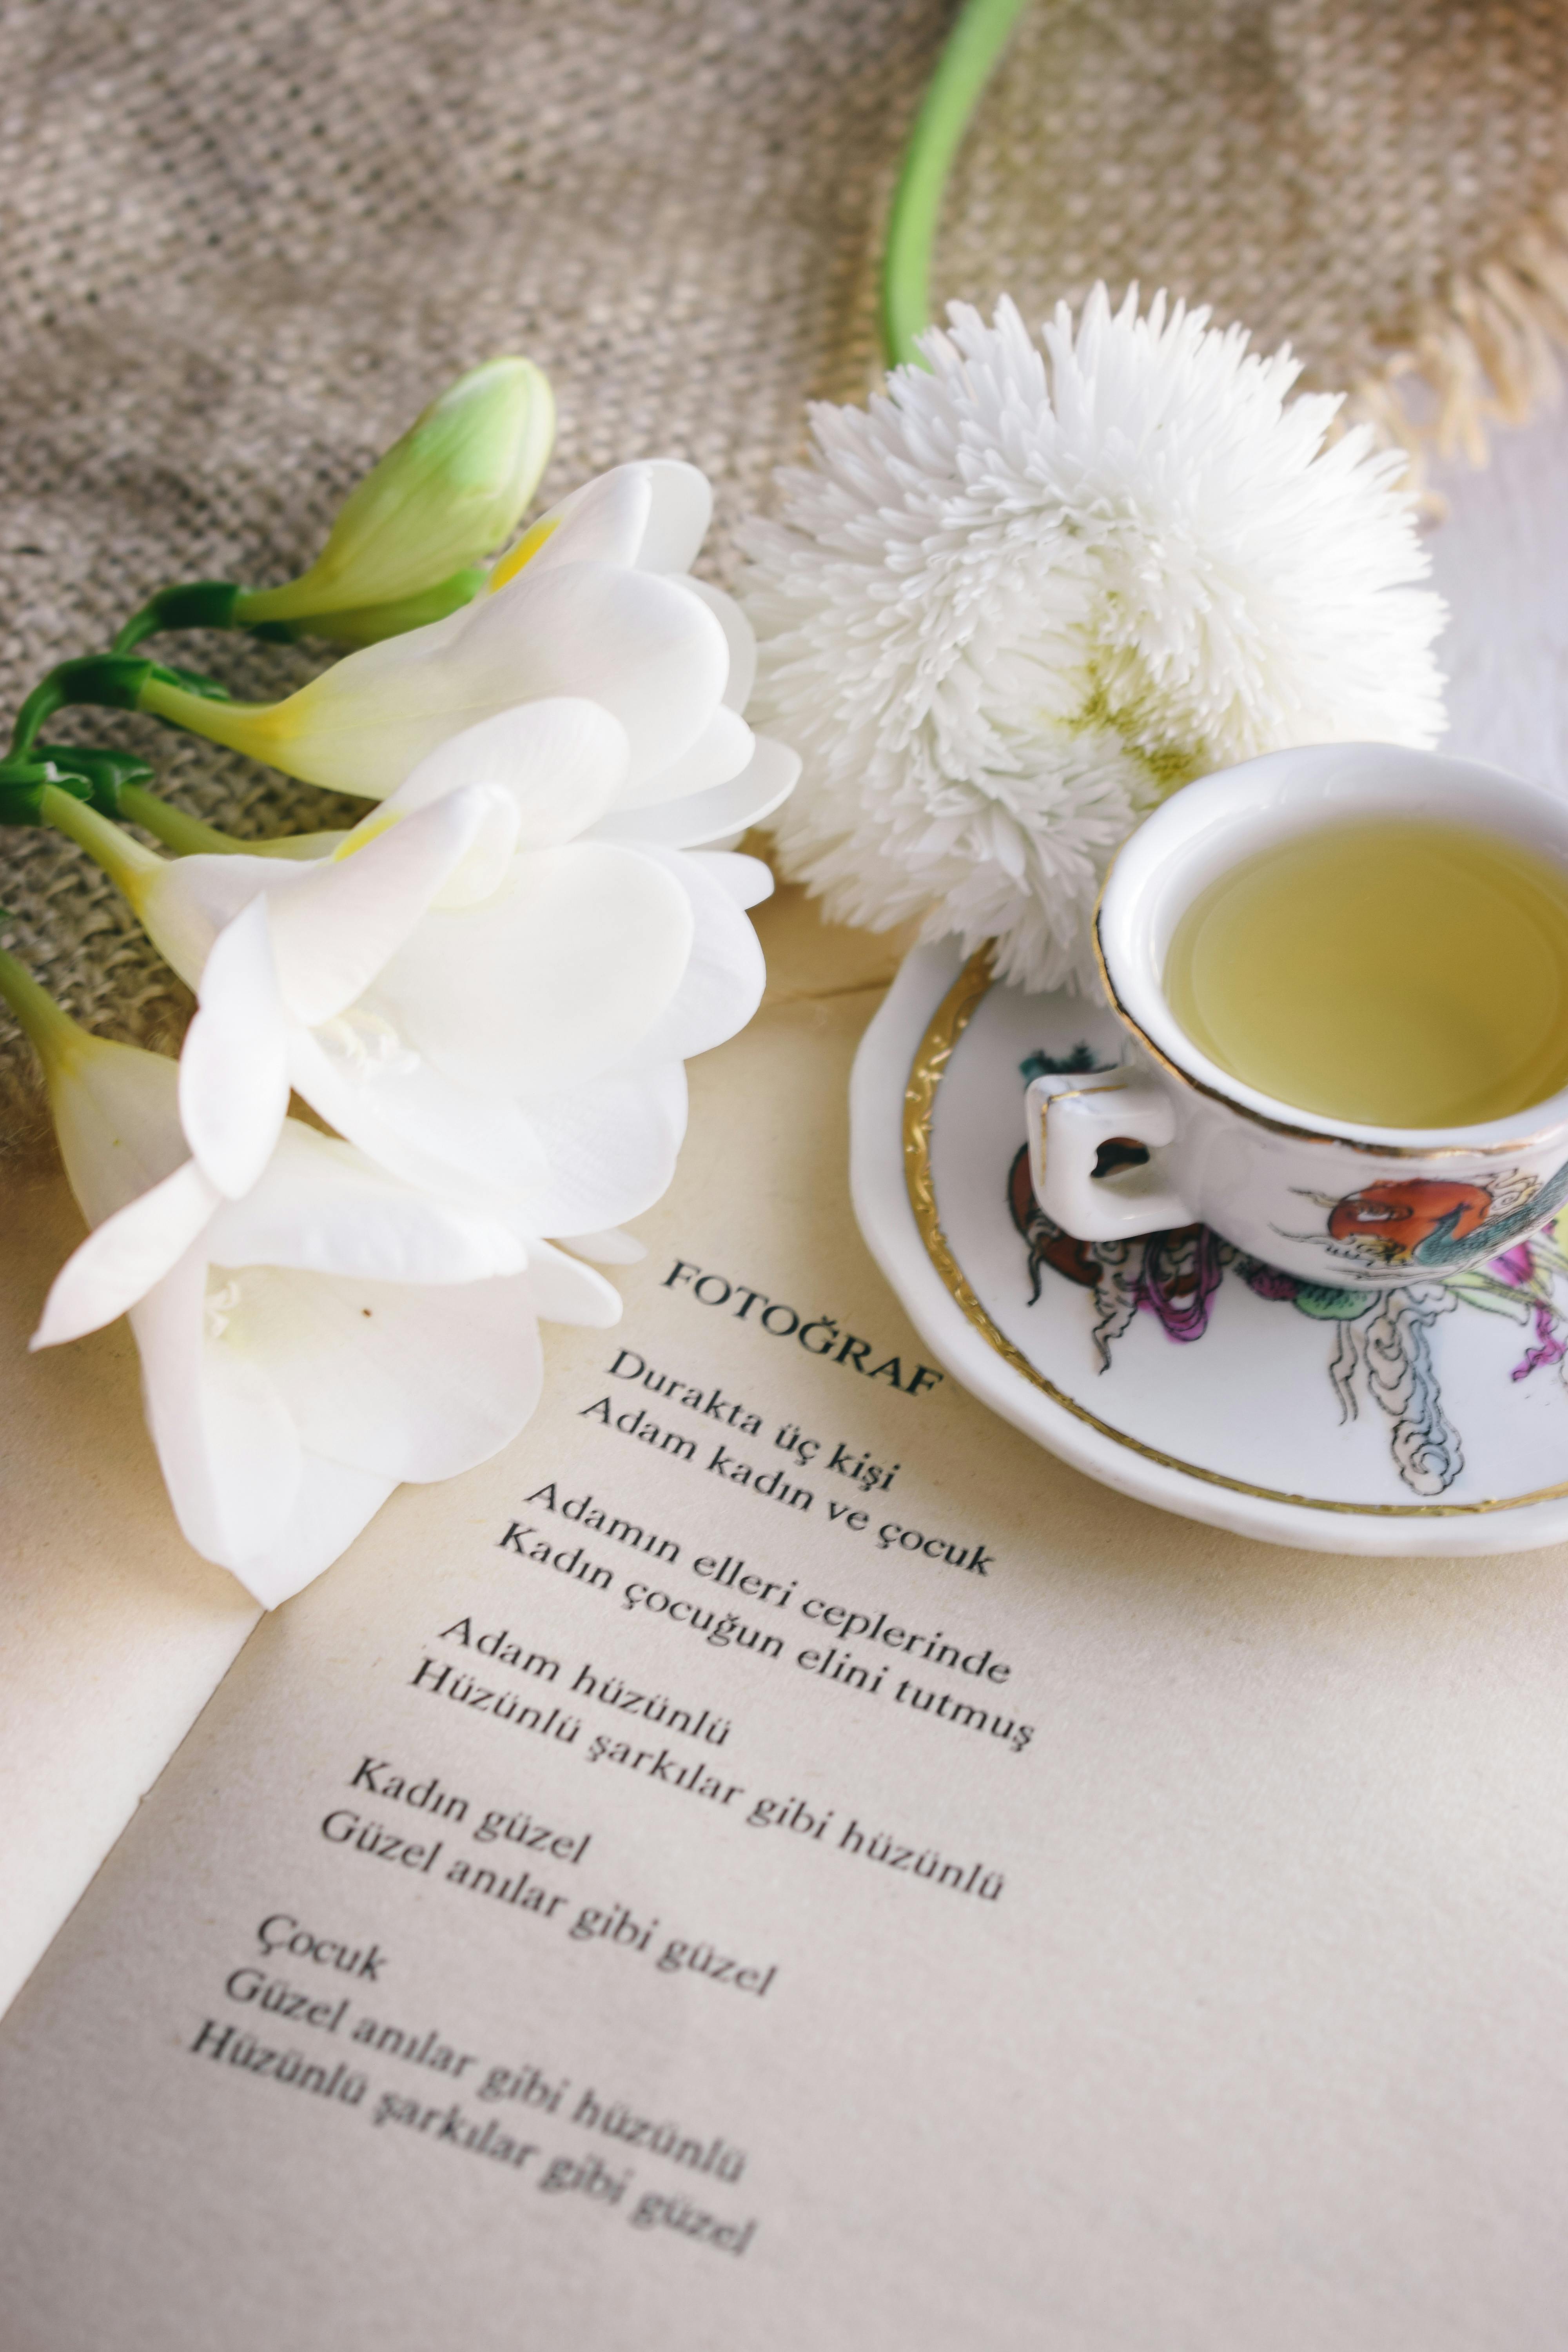 FOTOĞRAF
Durakta üç kişi
Adam kadın ve çocuk
Adamın elleri ceplerinde
Kadın çocuğun elini tutmuş
Adam hüzünlü
Hüzünlü şarkılar gibi hüzünlü
Kadın güzel
Güzel anılar gibi güzel
Çocuk
Güzel anılar gibi hüzünlü
Hüzünlü şarkılar gibi güzel